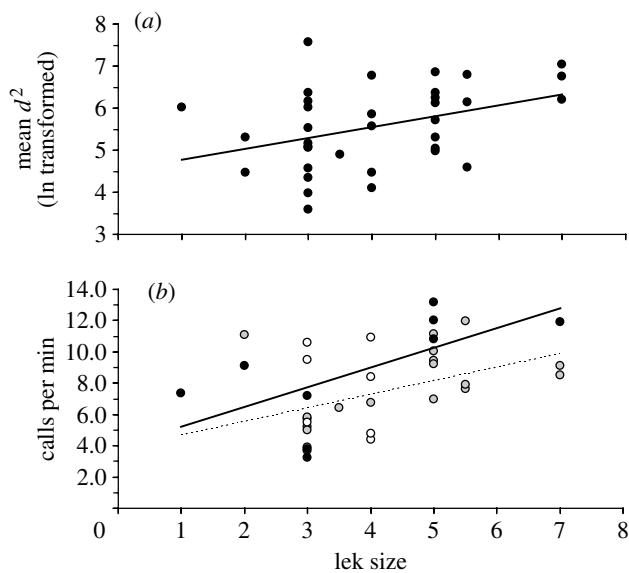 (a)
8
7
6
5
4
3
mean d²
(ln transformed)
(b)
14.0
12.0
10.0
8.0
6.0
4.0
2.0
calls per min
0 1 2 3 4 5 6 7 8
lek size